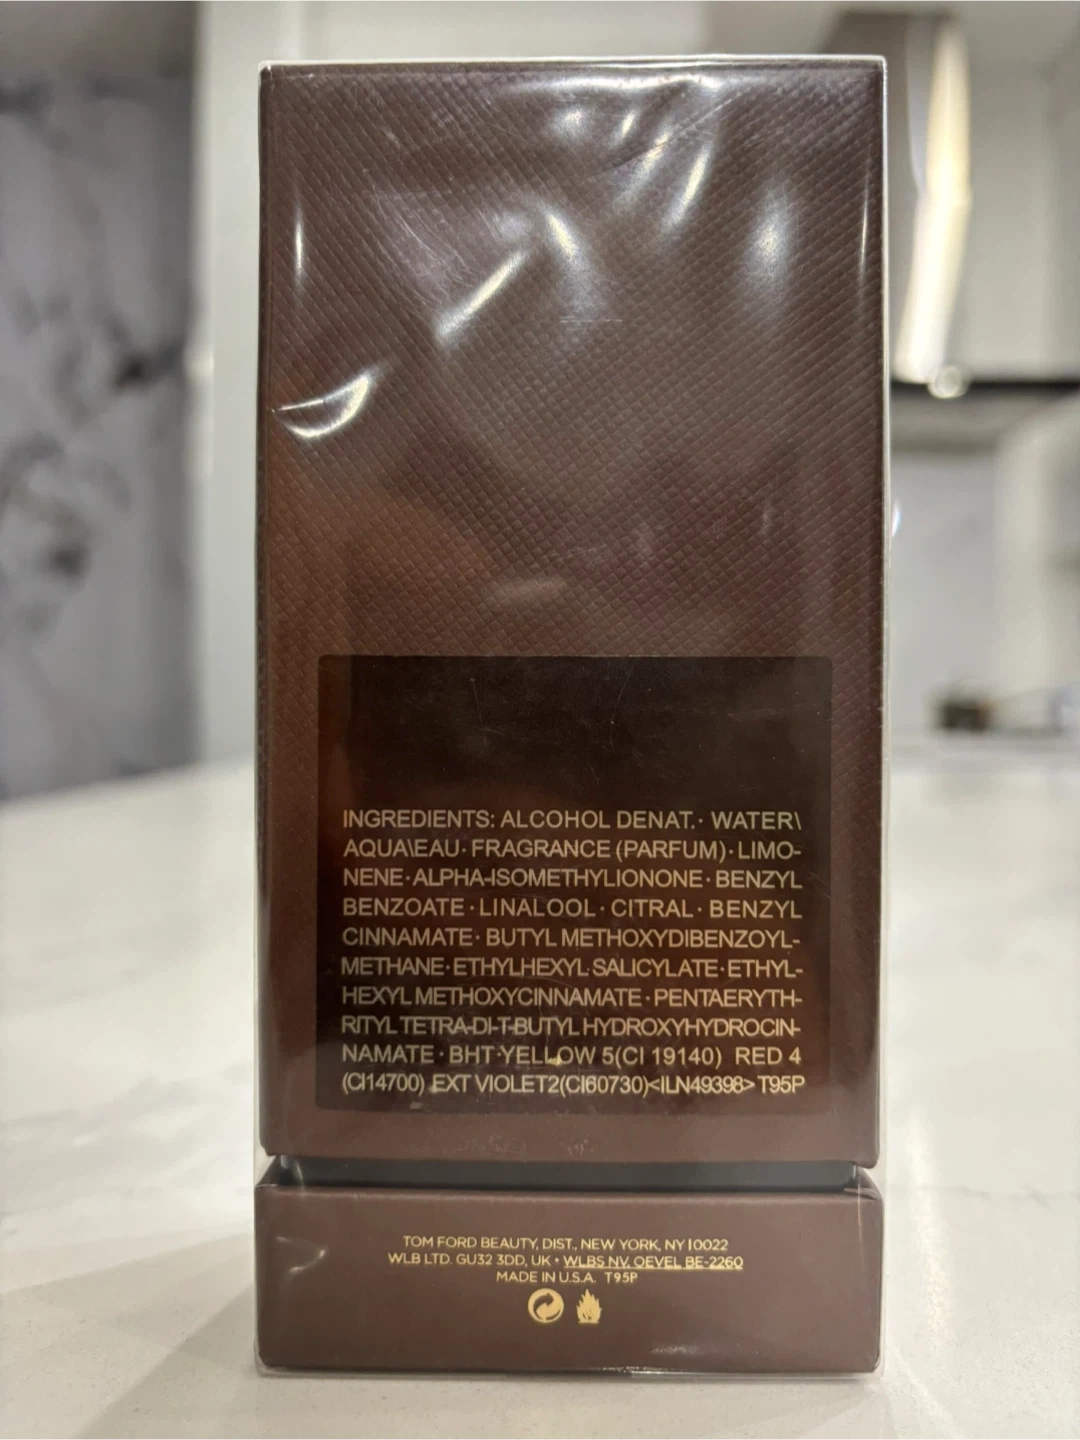 INGREDIENTS: ALCOHOL DENAT.· WATER\
AQUA\EAU·FRAGRANCE (PARFUM)·LIMO-
NENE·ALPHA-ISOMETHYLIONONE·BENZYL
BENZOATE·LINALOOL·CITRAL·BENZYL
CINNAMATE·BUTYL METHOXYDIBENZOYL-
METHANE·ETHYLHEXYL SALICYLATE·ETHYL-
HEXYL METHOXYCINNAMATE·PENTAERYTH-
RITYL TETRA-DI-T-BUTYL HYDROXYHYDROCIN-
NAMATE·BHT·YELLOW 5(CI 19140) RED 4
(CI14700) EXT VIOLET2(CI60730)<ILN49398> T95P
TOM FORD BEAUTY, DIST., NEW YORK, NY 10022
WLB LTD. GU32 3DD, UK • WLBS NV. OEVEL BE-2260
MADE IN U.S.A. T95P